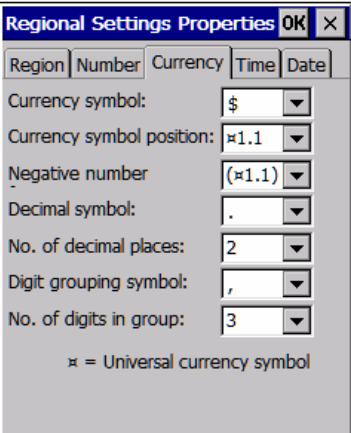 Regional Settings Properties OK ×
Region Number Currency Time Date
Currency symbol: $
Currency symbol position: ¤1.1
Negative number (¤1.1)
Decimal symbol: .
No. of decimal places: 2
Digit grouping symbol: ,
No. of digits in group: 3
¤ = Universal currency symbol